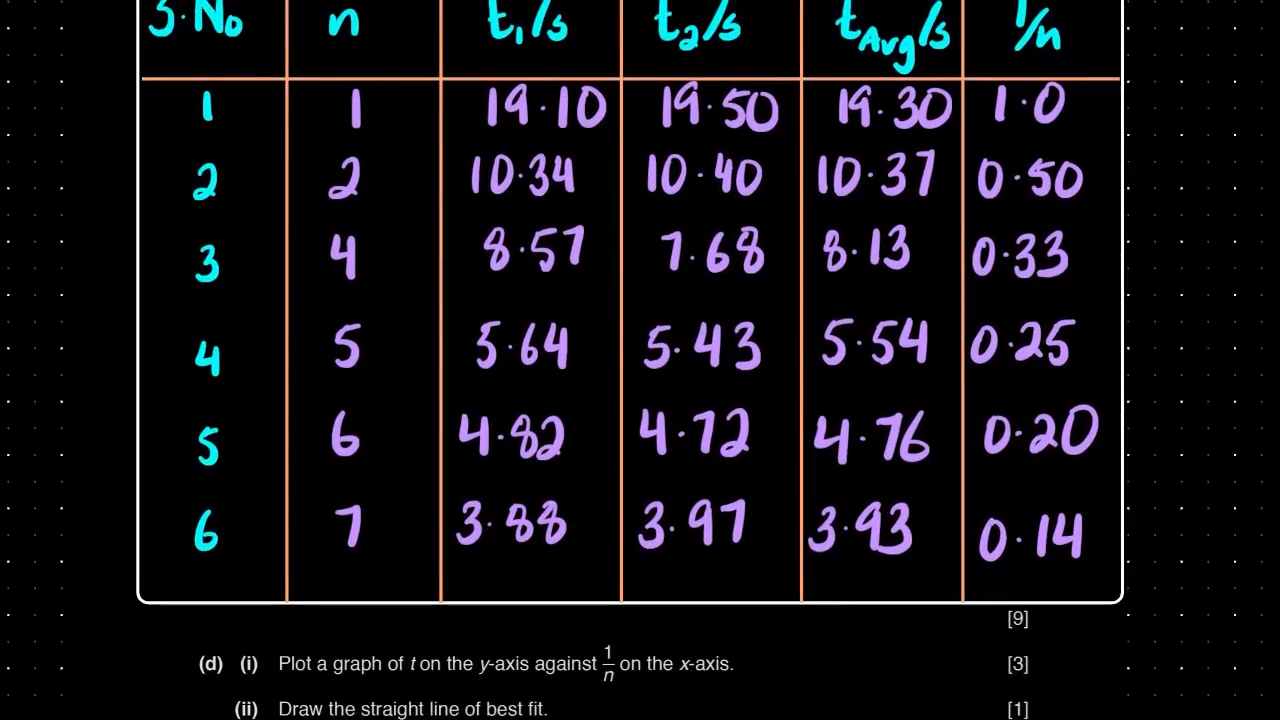 S.No n t₁/s t₂/s tAvg/s 1/n
1 1 19.10 19.50 19.30 1.0
2 2 10.34 10.40 10.37 0.50
3 4 8.57 7.68 8.13 0.33
4 5 5.64 5.43 5.54 0.25
5 6 4.82 4.72 4.76 0.20
6 7 3.88 3.97 3.93 0.14
[9]
(d) (i) Plot a graph of t on the y-axis against 1/n on the x-axis. [3]
(ii) Draw the straight line of best fit. [1]